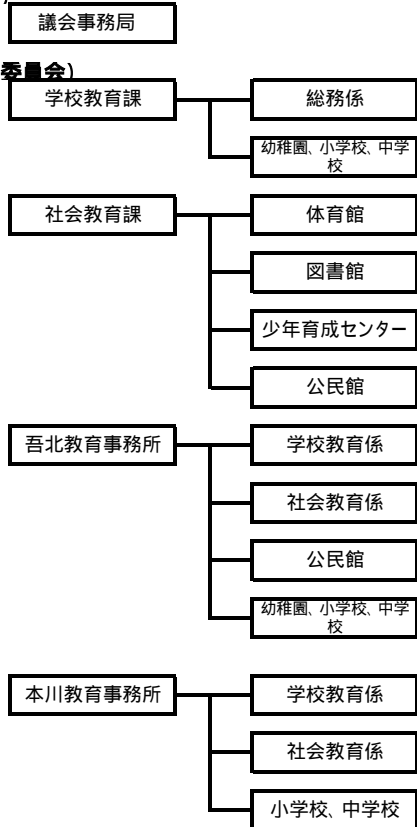 議会事務局
委員会)
学校教育課
総務係
幼稚園、小学校、中学
校
社会教育課
体育館
図書館
少年育成センター
公民館
吾北教育事務所
学校教育係
社会教育係
公民館
幼稚園、小学校、中学
校
本川教育事務所
学校教育係
社会教育係
小学校、中学校